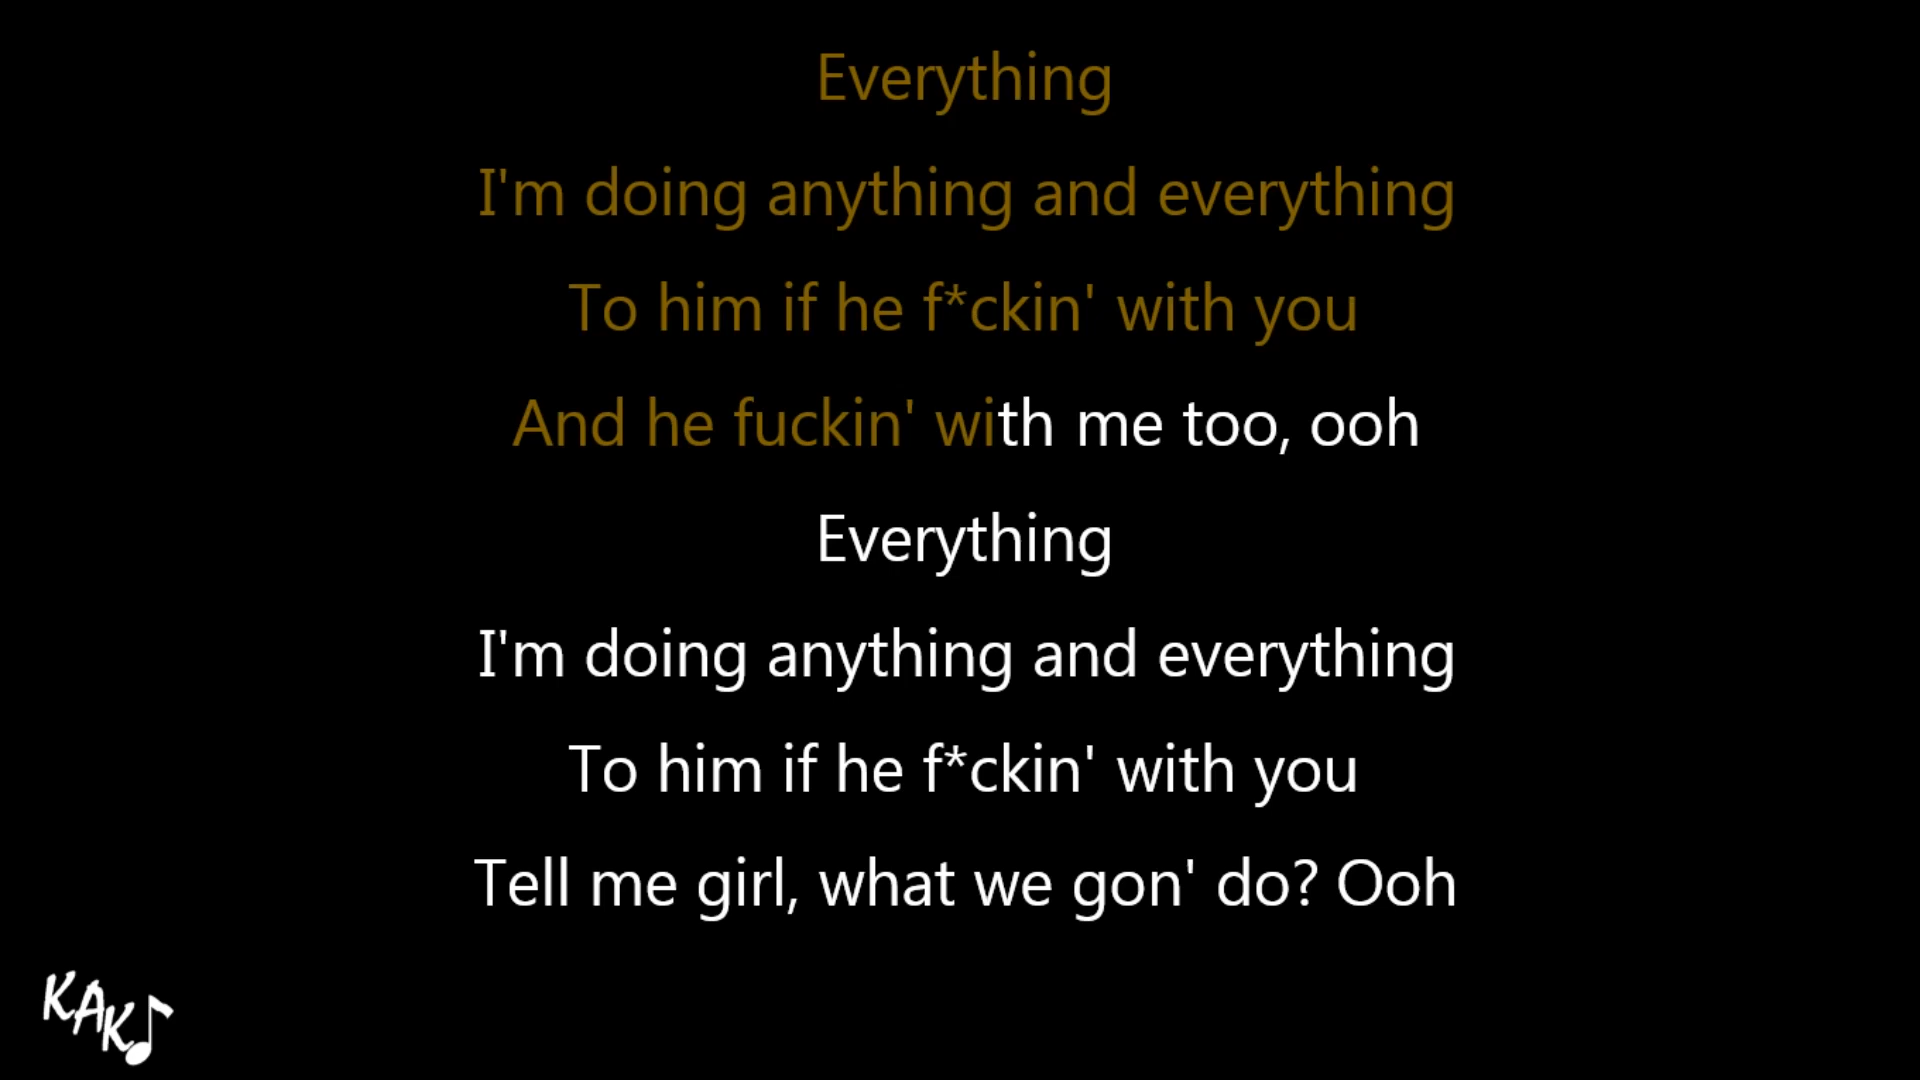 Everything
I'm doing anything and everything
To him if he f*ckin' with you
And he fuckin' with me too, ooh
Everything
I'm doing anything and everything
To him if he f*ckin' with you
Tell me girl, what we gon' do? Ooh
KAK